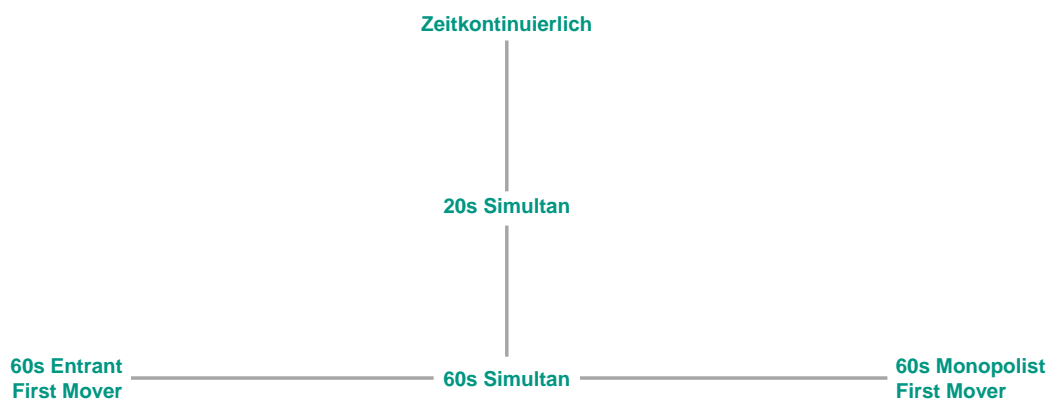 Zeitkontinuierlich
20s Simultan
60s Entrant
First Mover
60s Simultan
60s Monopolist
First Mover